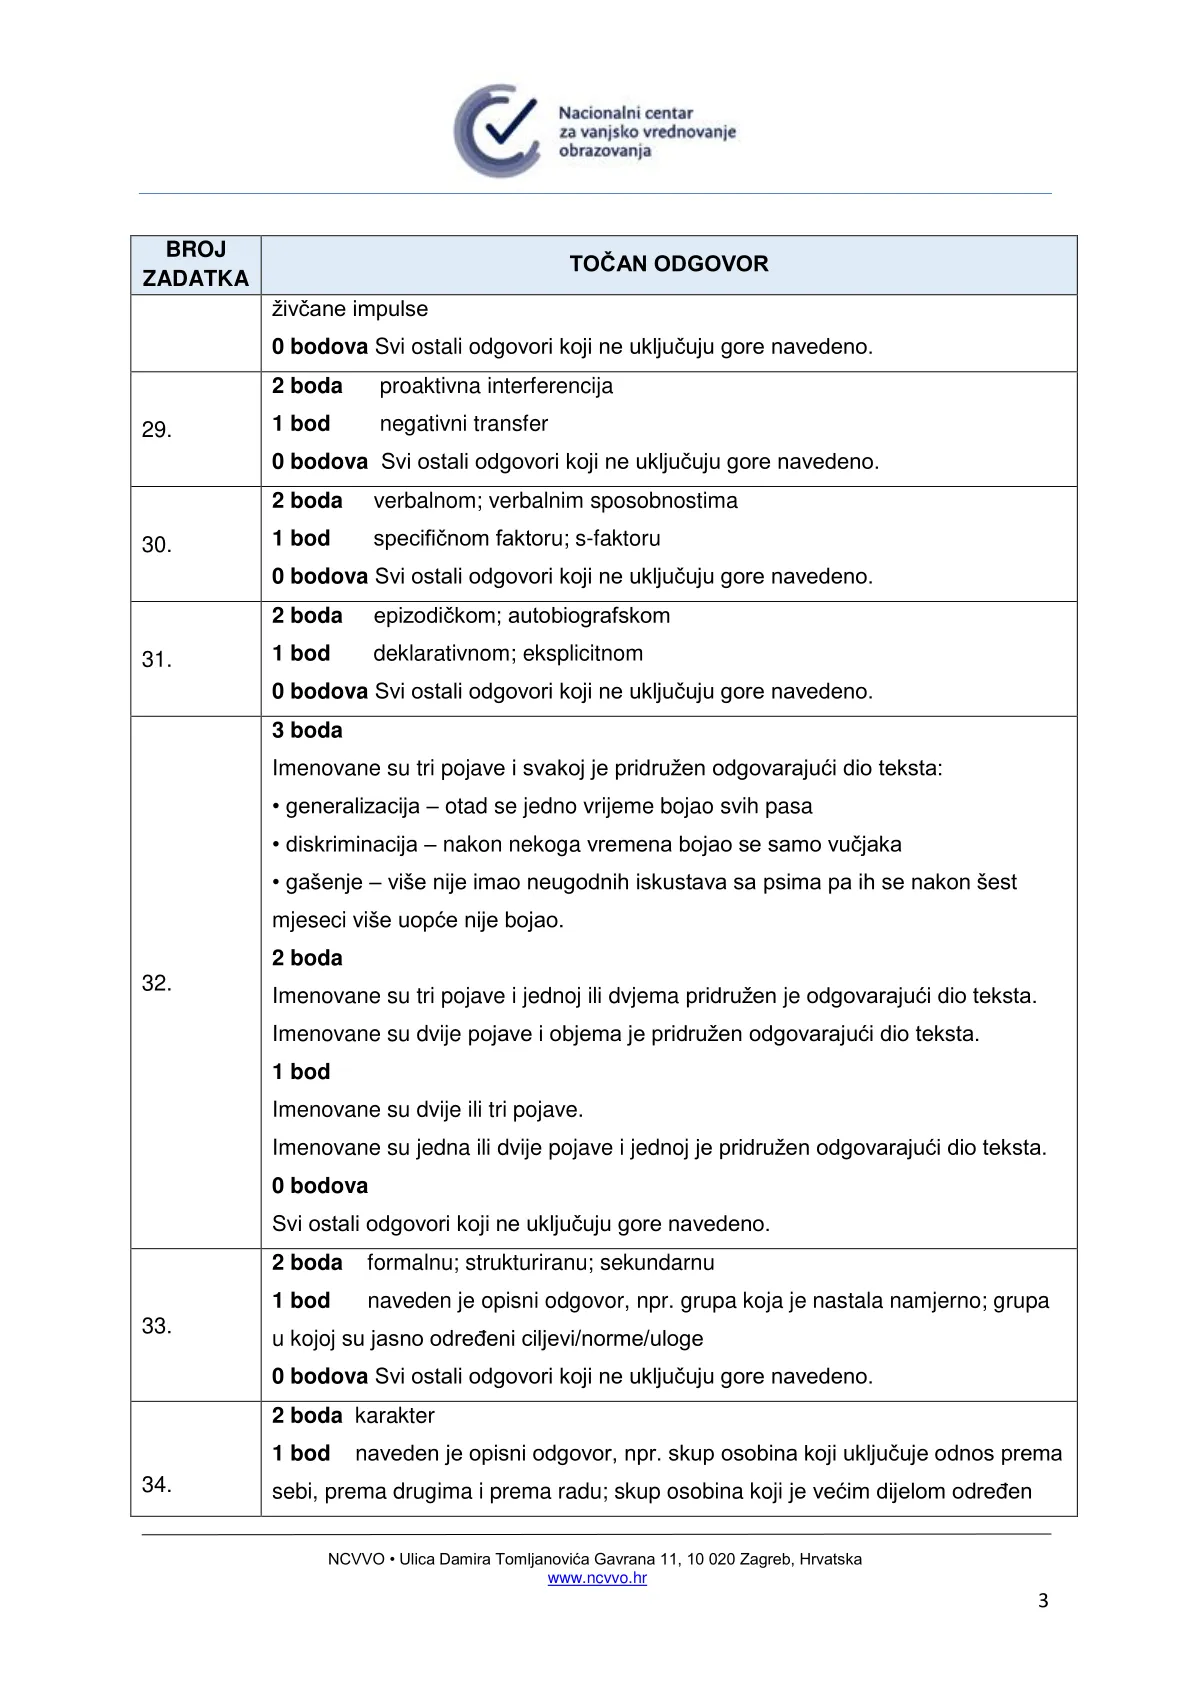 Nacionalni centar
za vanjsko vrednovanje
obrazovanja
BROJ
ZADATKA
TOČAN ODGOVOR
živčane impulse
0 bodova Svi ostali odgovori koji ne uključuju gore navedeno.
29.
2 boda proaktivna interferencija
1 bod negativni transfer
0 bodova Svi ostali odgovori koji ne uključuju gore navedeno.
30.
2 boda verbalnom; verbalnim sposobnostima
1 bod specifičnom faktoru; s-faktoru
0 bodova Svi ostali odgovori koji ne uključuju gore navedeno.
31.
2 boda epizodičkom; autobiografskom
1 bod deklarativnom; eksplicitnom
0 bodova Svi ostali odgovori koji ne uključuju gore navedeno.
32.
3 boda
Imenovane su tri pojave i svakoj je pridružen odgovarajući dio teksta:
• generalizacija – otad se jedno vrijeme bojao svih pasa
• diskriminacija – nakon nekoga vremena bojao se samo vučjaka
• gašenje – više nije imao neugodnih iskustava sa psima pa ih se nakon šest
mjeseci više uopće nije bojao.
2 boda
Imenovane su tri pojave i jednoj ili dvjema pridružen je odgovarajući dio teksta.
Imenovane su dvije pojave i objema je pridružen odgovarajući dio teksta.
1 bod
Imenovane su dvije ili tri pojave.
Imenovane su jedna ili dvije pojave i jednoj je pridružen odgovarajući dio teksta.
0 bodova
Svi ostali odgovori koji ne uključuju gore navedeno.
33.
2 boda formalnu; strukturiranu; sekundarnu
1 bod naveden je opisni odgovor, npr. grupa koja je nastala namjerno; grupa
u kojoj su jasno određeni ciljevi/norme/uloge
0 bodova Svi ostali odgovori koji ne uključuju gore navedeno.
34.
2 boda karakter
1 bod naveden je opisni odgovor, npr. skup osobina koji uključuje odnos prema
sebi, prema drugima i prema radu; skup osobina koji je većim dijelom određen
NCVVO • Ulica Damira Tomljanovića Gavrana 11, 10 020 Zagreb, Hrvatska
www.ncvvo.hr
3